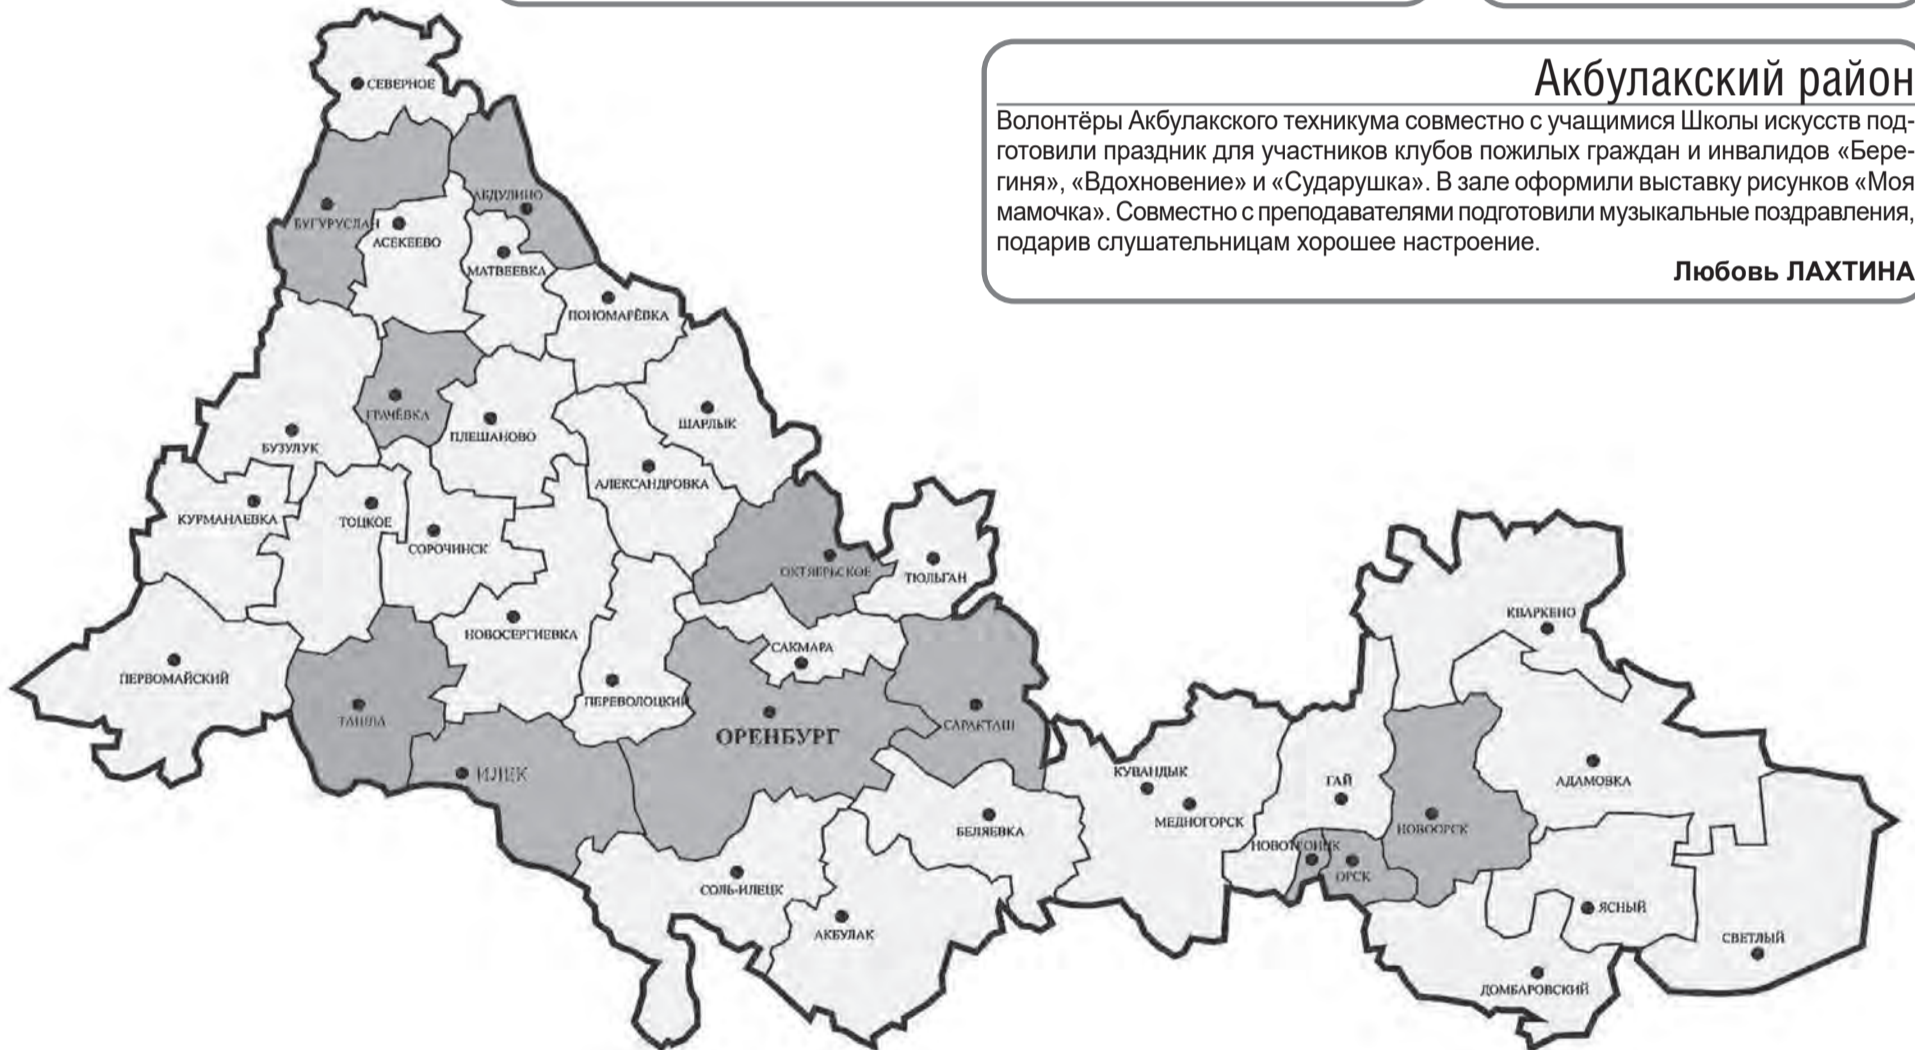 Акбулакский район
Волонтёры Акбулакского техникума совместно с учащимися Школы искусств под-
готовили праздник для участников клубов пожилых граждан и инвалидов «Бере-
гиня», «Вдохновение» и «Сударушка». В зале оформили выставку рисунков «Моя
мамочка». Совместно с преподавателями подготовили музыкальные поздравления,
подарив слушательницам хорошее настроение.
Любовь ЛАХТИНА
СЕВЕРНОЕ
АБДУЛИНО
БУГУРУСЛАН
АСЕКЕЕВО
МАТВЕЕВКА
ПОНОМАРЁВКА
ГРАЧЁВКА
ШАРЛЫК
ПЛЕШАНОВО
БУЗУЛУК
АЛЕКСАНДРОВКА
КУРМАНАЕВКА
ТОЦКОЕ
СОРОЧИНСК
ОКТЯБРЬСКОЕ
ТЮЛЬГАН
КВАРКЕНО
НОВОСЕРГИЕВКА
САКМАРА
ПЕРВОМАЙСКИЙ
ПЕРЕВОЛОЦКИЙ
ТАШЛА
САРАКТАШ
ОРЕНБУРГ
ИЛЕК
КУВАНДЫК
ГАЙ
АДАМОВКА
МЕДНОГОРСК
БЕЛЯЕВКА
НОВООРСК
НОВОТРОИЦК
ОРСК
СОЛЬ-ИЛЕЦК
ЯСНЫЙ
АКБУЛАК
СВЕТЛЫЙ
ДОМБАРОВСКИЙ